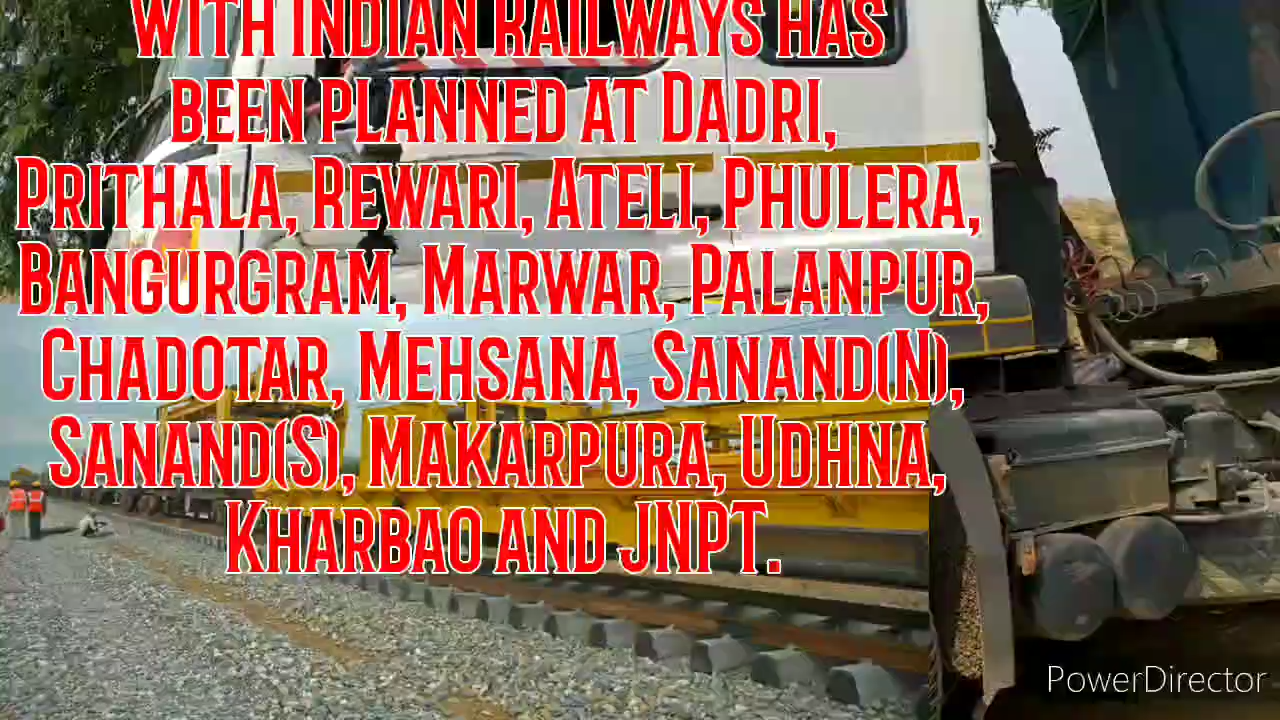 with Indian Railways has
been planned at Dadri,
Prithala, Rewari, Ateli, Phulera,
Bangurgram, Marwar, Palanpur,
Chadotar, Mehsana, Sanand(N),
Sanand(S), Makarpura, Udhna,
Kharbao and JNPT.
PowerDirector